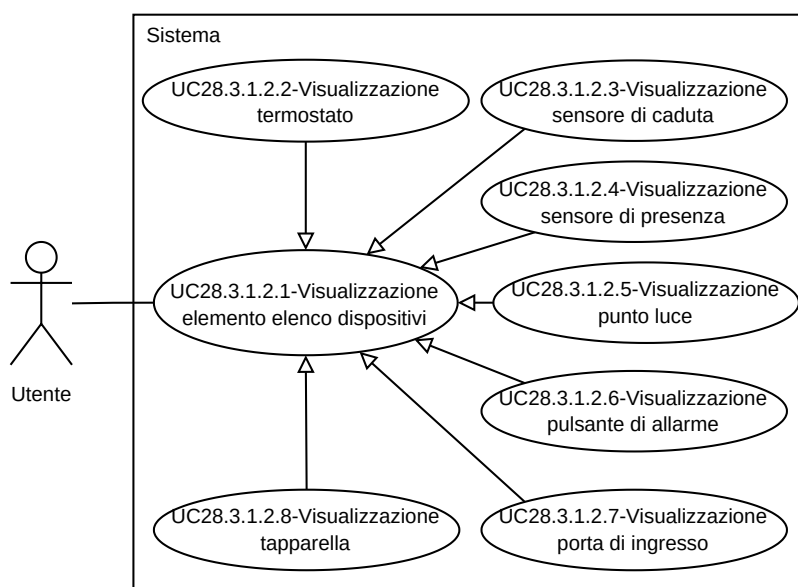 Sistema
UC28.3.1.2.2-Visualizzazione
termostato
UC28.3.1.2.3-Visualizzazione
sensore di caduta
UC28.3.1.2.4-Visualizzazione
sensore di presenza
UC28.3.1.2.1-Visualizzazione
elemento elenco dispositivi
UC28.3.1.2.5-Visualizzazione
punto luce
Utente
UC28.3.1.2.6-Visualizzazione
pulsante di allarme
UC28.3.1.2.8-Visualizzazione
tapparella
UC28.3.1.2.7-Visualizzazione
porta di ingresso